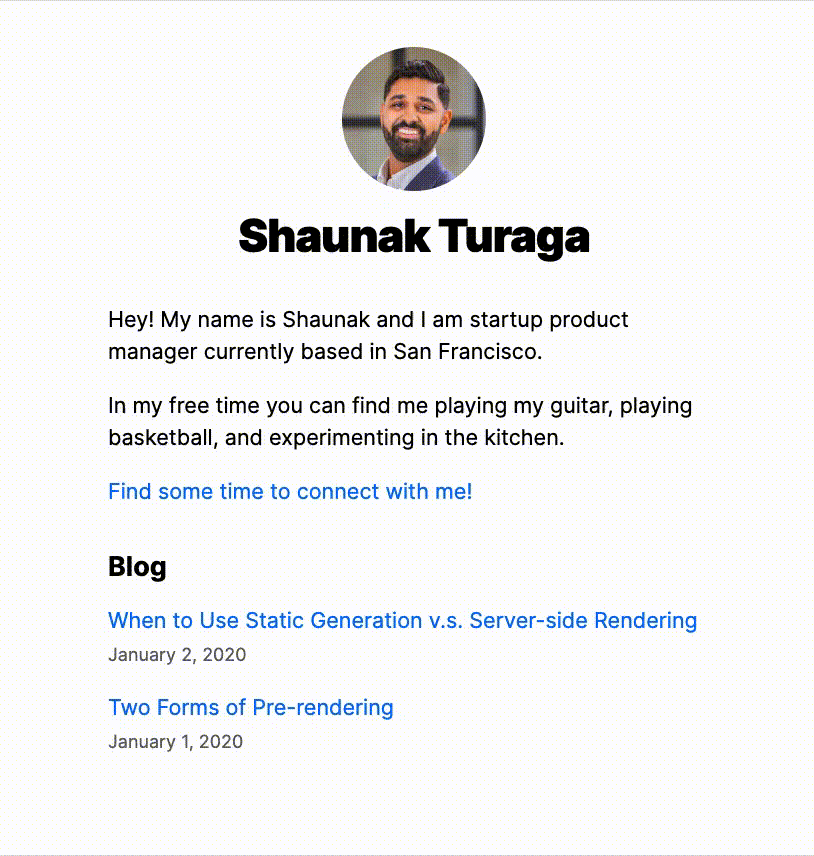 Shaunak Turaga
Hey! My name is Shaunak and I am startup product
manager currently based in San Francisco.
In my free time you can find me playing my guitar, playing
basketball, and experimenting in the kitchen.
Find some time to connect with me!
Blog
When to Use Static Generation v.s. Server-side Rendering
January 2, 2020
Two Forms of Pre-rendering
January 1, 2020